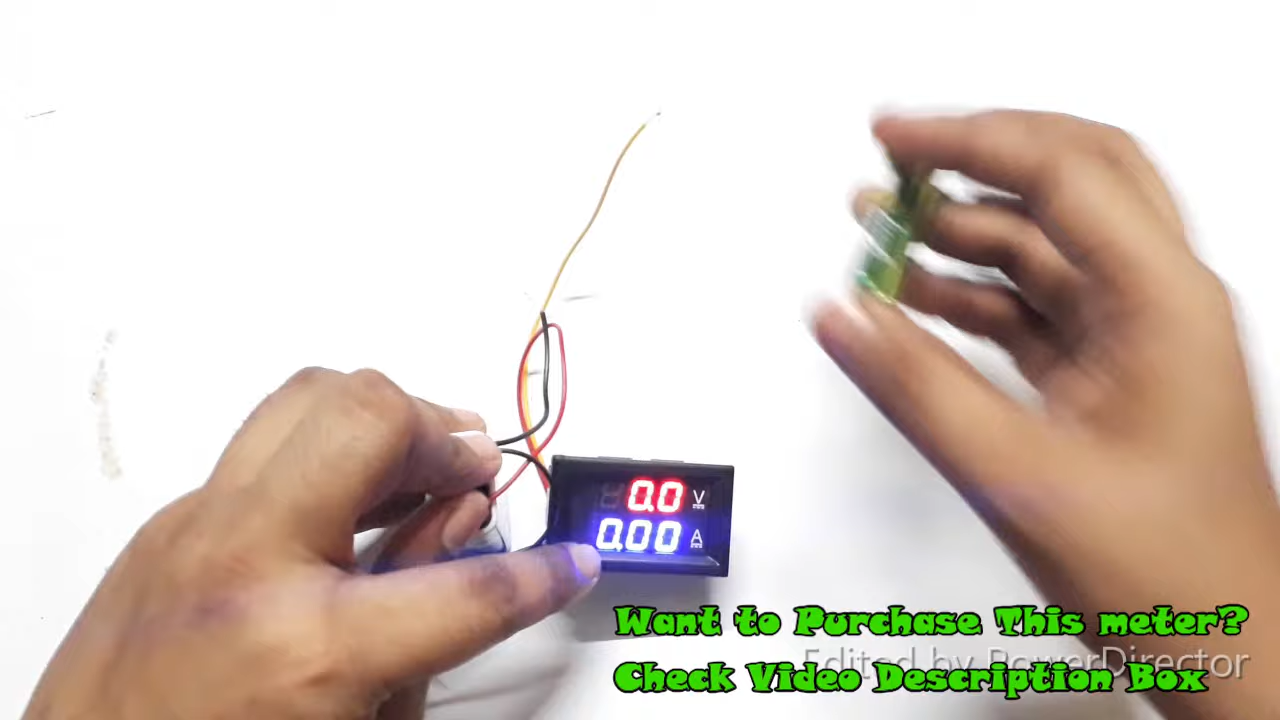 0.0 V
0.00 A
Want to Purchase This meter?
Edited by PowerDirector
Check Video Description Box